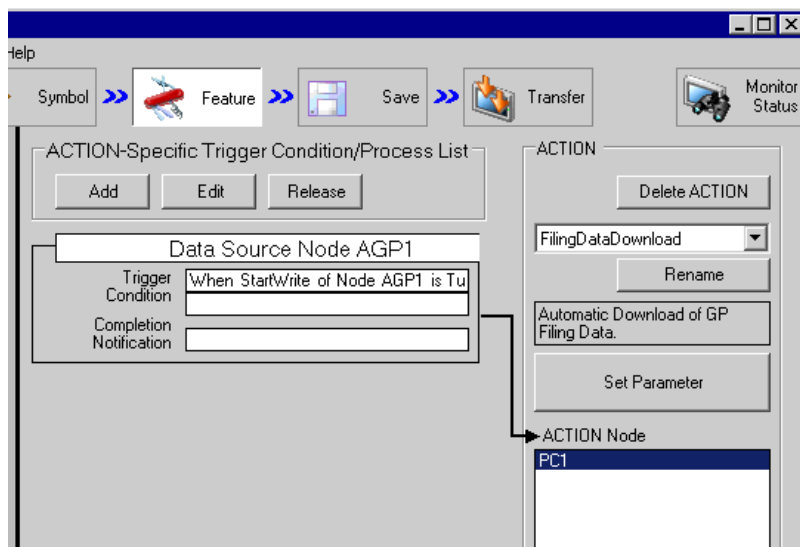 Help
Symbol
Feature
Save
Transfer
Monitor
Status
ACTION-Specific Trigger Condition/Process List
Add
Edit
Release
Data Source Node AGP1
Trigger
Condition
When StartWrite of Node AGP1 is Tu
Completion
Notification
ACTION
Delete ACTION
FilingDataDownload
Rename
Automatic Download of GP
Filing Data.
Set Parameter
ACTION Node
PC1